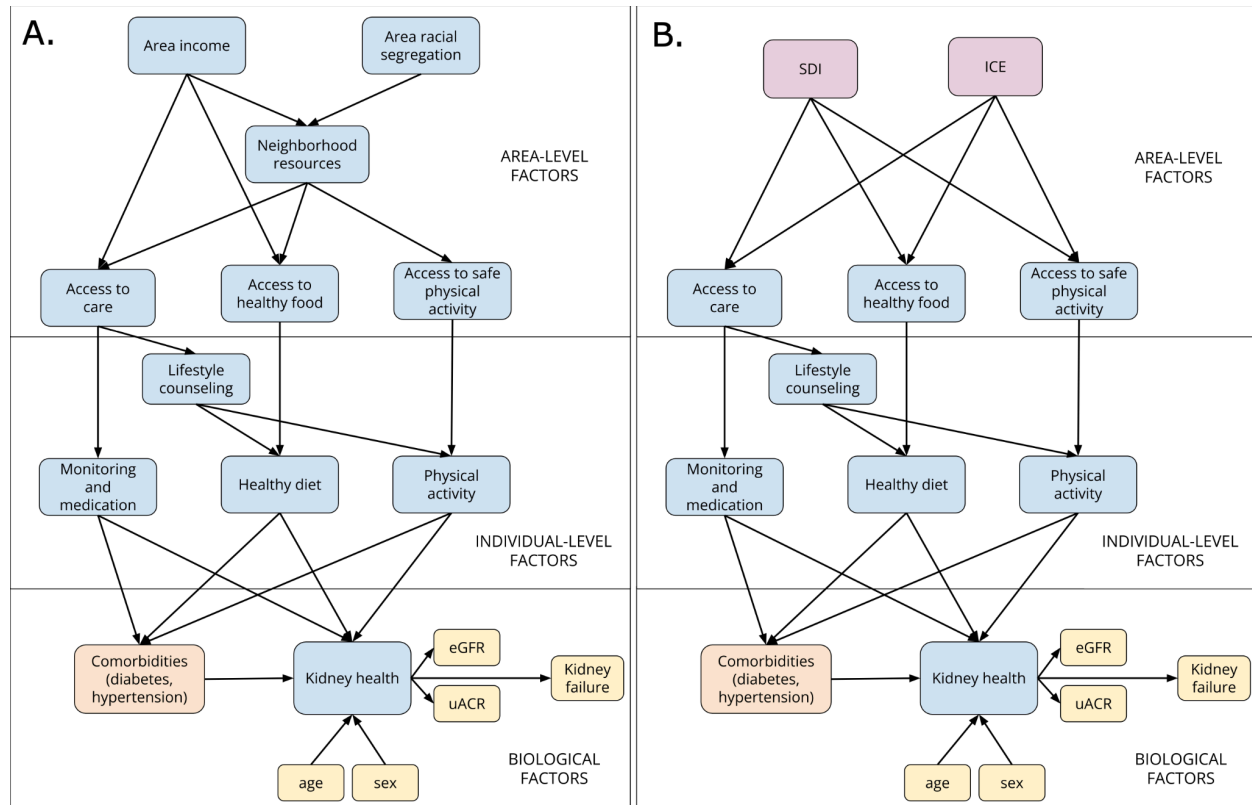 A.
Area income
Area racial
segregation
Neighborhood
resources
AREA-LEVEL
FACTORS
Access to
care
Access to
healthy food
Access to safe
physical
activity
Lifestyle
counseling
Monitoring
and
medication
Healthy diet
Physical
activity
INDIVIDUAL-LEVEL
FACTORS
Comorbidities
(diabetes,
hypertension)
Kidney health
eGFR
uACR
Kidney
failure
age
sex
BIOLOGICAL
FACTORS
B.
SDI
ICE
AREA-LEVEL
FACTORS
Access to
care
Access to
healthy food
Access to safe
physical
activity
Lifestyle
counseling
Monitoring
and
medication
Healthy diet
Physical
activity
INDIVIDUAL-LEVEL
FACTORS
Comorbidities
(diabetes,
hypertension)
Kidney health
eGFR
uACR
Kidney
failure
age
sex
BIOLOGICAL
FACTORS